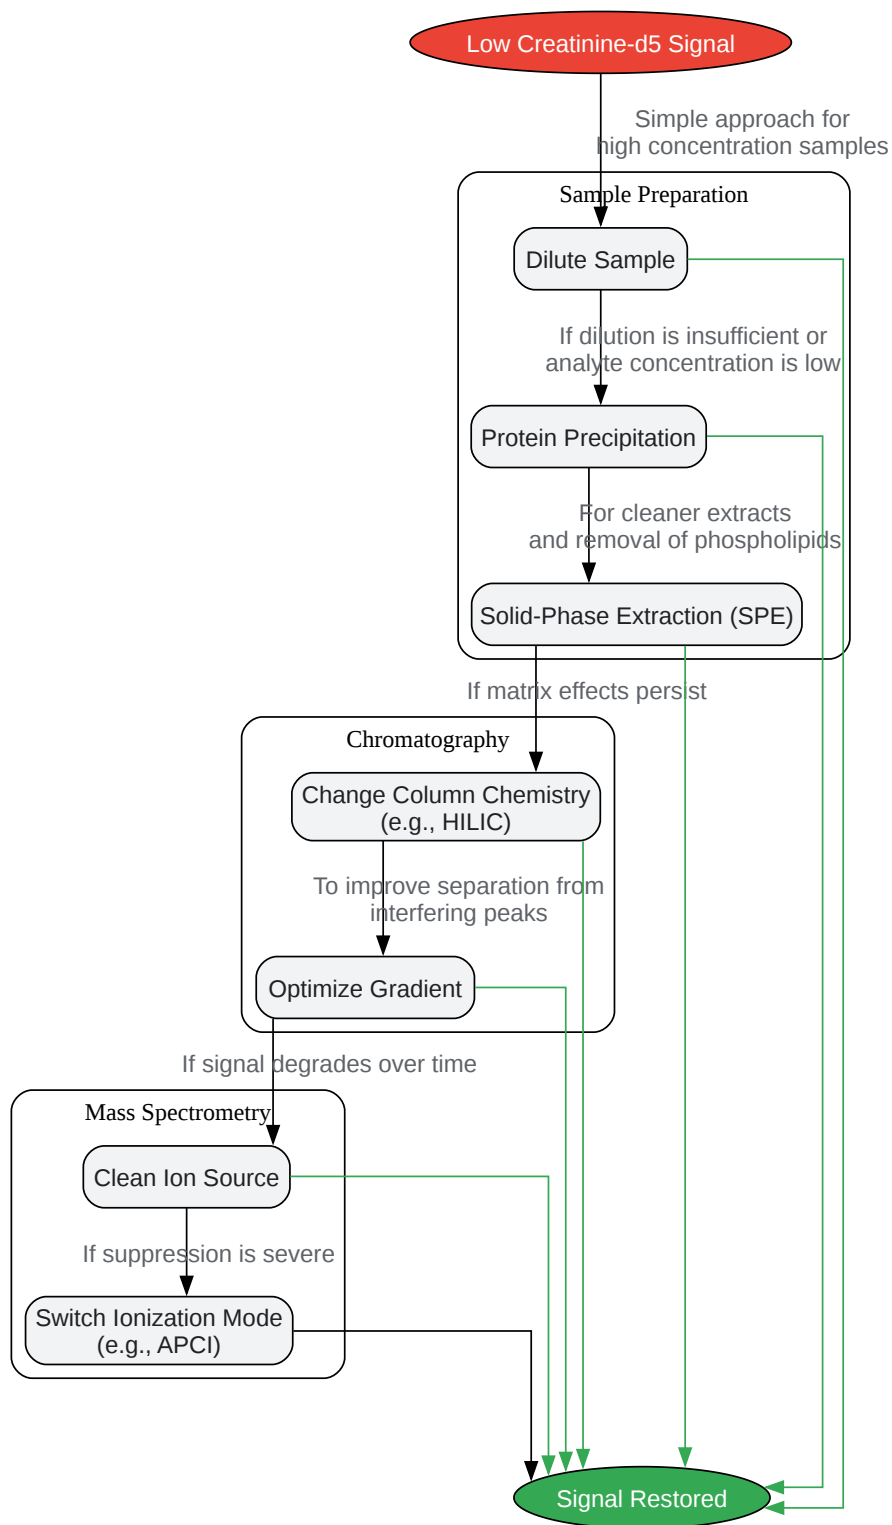 Low Creatinine-d5 Signal
Simple approach for
high concentration samples
Sample Preparation
Dilute Sample
If dilution is insufficient or
analyte concentration is low
Protein Precipitation
For cleaner extracts
and removal of phospholipids
Solid-Phase Extraction (SPE)
If matrix effects persist
Chromatography
Change Column Chemistry
(e.g., HILIC)
To improve separation from
interfering peaks
Optimize Gradient
If signal degrades over time
Mass Spectrometry
Clean Ion Source
If suppression is severe
Switch Ionization Mode
(e.g., APCI)
Signal Restored